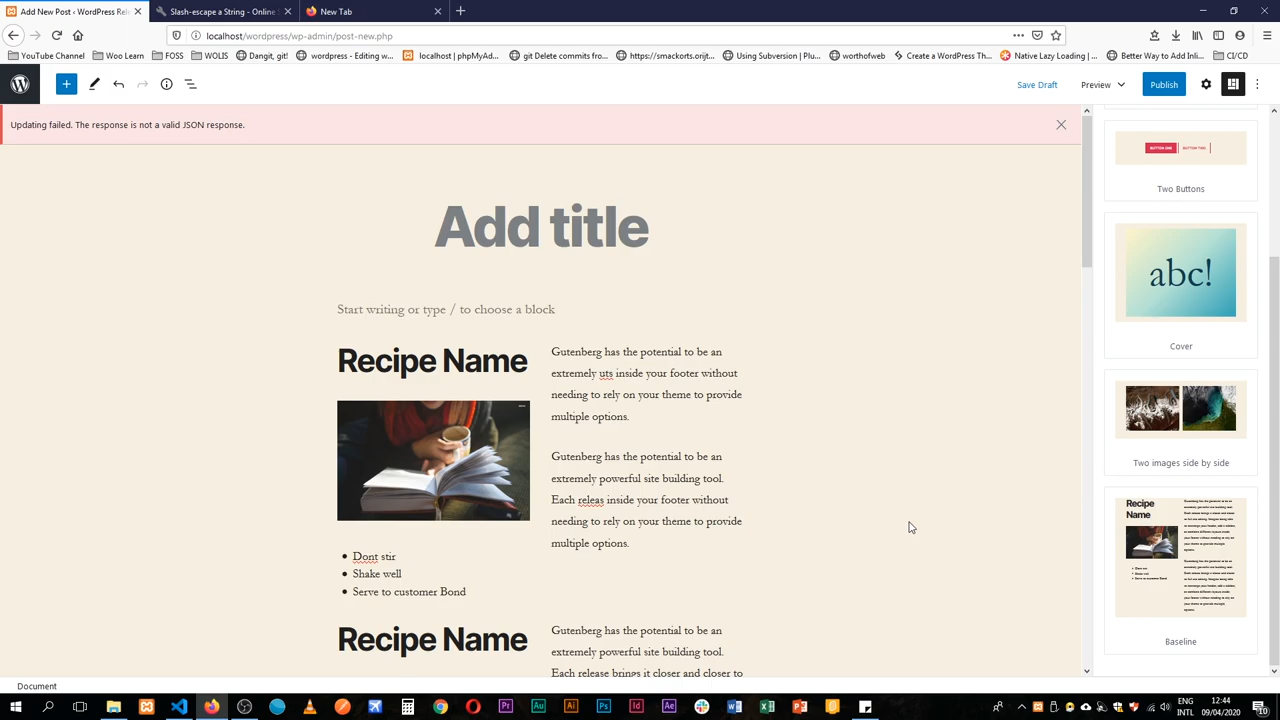 Add New Post ‹ WordPress Rele
Slash-escape a String - Online S
New Tab
localhost/wordpress/wp-admin/post-new.php
YouTube Channel
Woo Learn
FOSS
WOLIS
Dangit, git!
wordpress - Editing w...
localhost | phpMyAd...
git Delete commits fro...
https://smackorts.orijt...
Using Subversion | Plu...
worthofweb
Create a WordPress Th...
Native Lazy Loading | ...
Better Way to Add Inli...
CI/CD
Save Draft
Preview
Publish
Updating failed. The response is not a valid JSON response.
Add title
Start writing or type / to choose a block
Recipe Name
Gutenberg has the potential to be an
extremely uts inside your footer without
needing to rely on your theme to provide
multiple options.
Gutenberg has the potential to be an
extremely powerful site building tool.
Each releas inside your footer without
needing to rely on your theme to provide
multiple options.
Dont stir
Shake well
Serve to customer Bond
Recipe Name
Gutenberg has the potential to be an
extremely powerful site building tool.
Each release brings it closer and closer to
BUTTON ONE
BUTTON TWO
Two Buttons
abc!
Cover
Two images side by side
Recipe
Name
Baseline
Document
ENG
INTL
12:44
09/04/2020
10